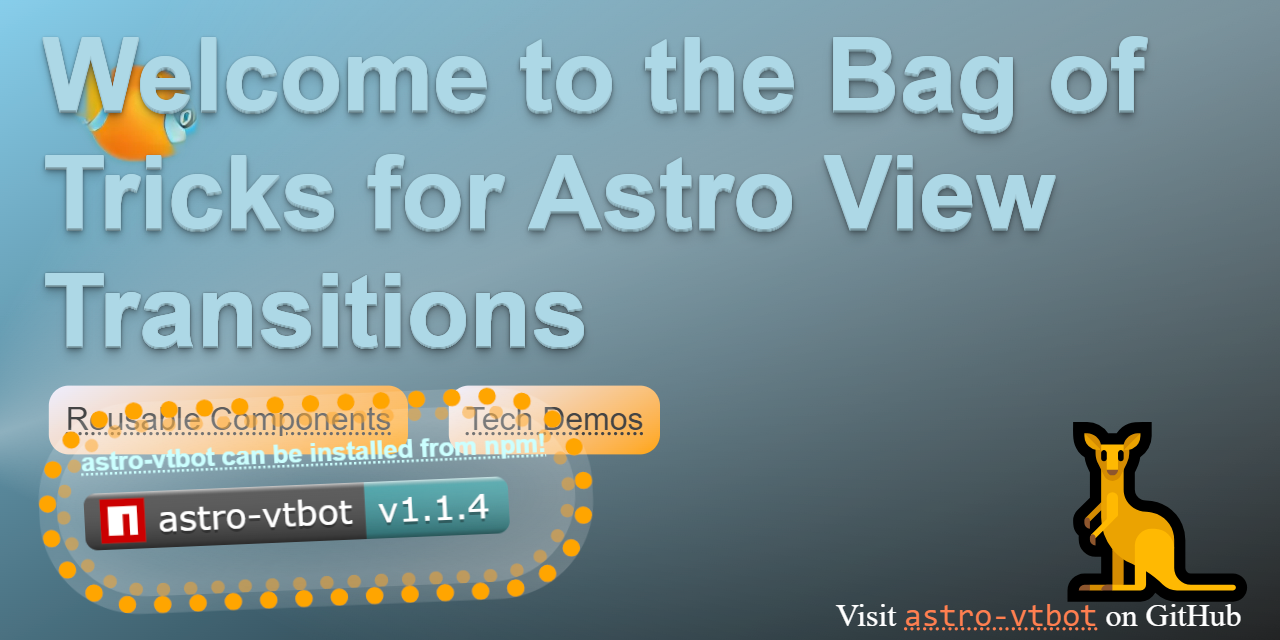 Welcome to the Bag of
Tricks for Astro View
Transitions
Reusable Components
Tech Demos
astro-vtbot can be installed from npm!
astro-vtbot v1.1.4
Visit astro-vtbot on GitHub